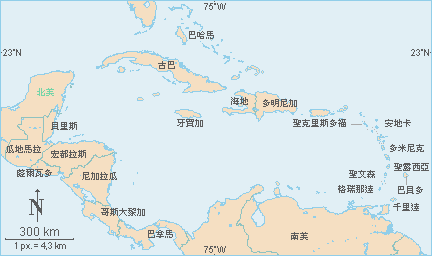 75°W
巴哈馬
23°N
23°N
古巴
北美
海地
多明尼加
貝里斯
牙買加
聖克里斯多福
安地卡
瓜地馬拉
宏都拉斯
多米尼克
薩爾瓦多
尼加拉瓜
聖文森
聖露西亞
格瑞那達
巴貝多
N
哥斯大黎加
千里達
300 km
巴拿馬
南美
1 px. = 4,3 km
75°W